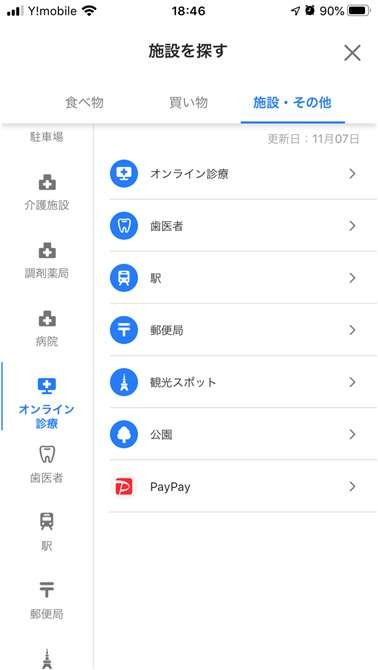 Y!mobile 18:46 90%
施設を探す
食べ物 買い物 施設・その他
更新日：11月07日
駐車場
介護施設
調剤薬局
病院
オンライン
診療
歯医者
駅
郵便局
オンライン診療
歯医者
駅
郵便局
観光スポット
公園
PayPay